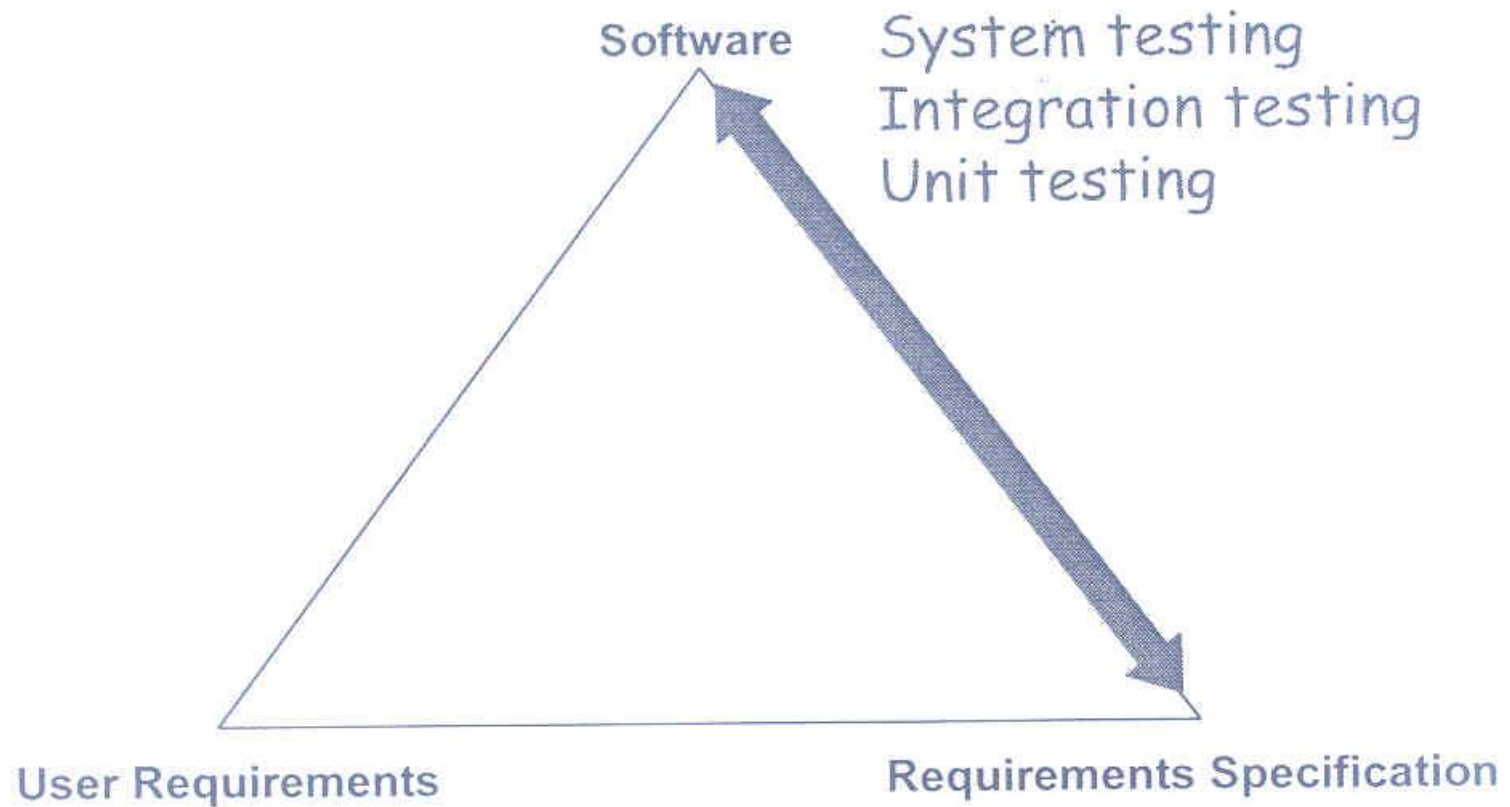 Software
System testing
Integration testing
Unit testing
User Requirements
Requirements Specification